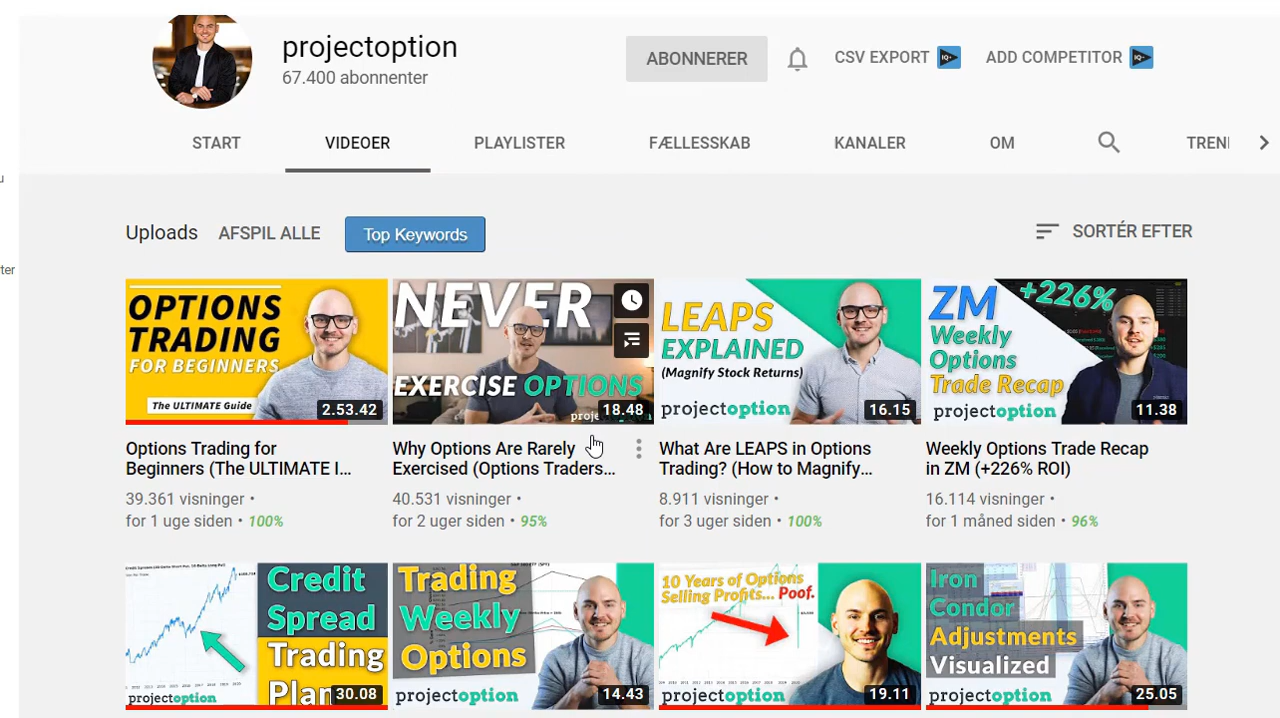 projectoption
67.400 abonnenter
ABONNERER
CSV EXPORT
ADD COMPETITOR
START
VIDEOER
PLAYLISTER
FÆLLESSKAB
KANALER
OM
TREN
u
ter
Uploads
AFSPIL ALLE
Top Keywords
SORTÉR EFTER
OPTIONS
TRADING
FOR BEGINNERS
The ULTIMATE Guide
2.53.42
NEVER
EXERCISE OPTIONS
18.48
LEAPS
EXPLAINED
(Magnify Stock Returns)
projectoption
16.15
ZM +226%
Weekly
Options
Trade Recap
projectoption
11.38
Options Trading for
Beginners (The ULTIMATE I...
39.361 visninger •
for 1 uge siden • 100%
Why Options Are Rarely
Exercised (Options Traders...
40.531 visninger •
for 2 uger siden • 95%
What Are LEAPS in Options
Trading? (How to Magnify...
8.911 visninger •
for 3 uger siden • 100%
Weekly Options Trade Recap
in ZM (+226% ROI)
16.114 visninger •
for 1 måned siden • 96%
Credit
Spread
Trading
Plan
projectoption
30.08
Trading
Weekly
Options
projectoption
14.43
10 Years of Options
Selling Profits... Poof.
projectoption
19.11
Iron
Condor
Adjustments
Visualized
projectoption
25.05